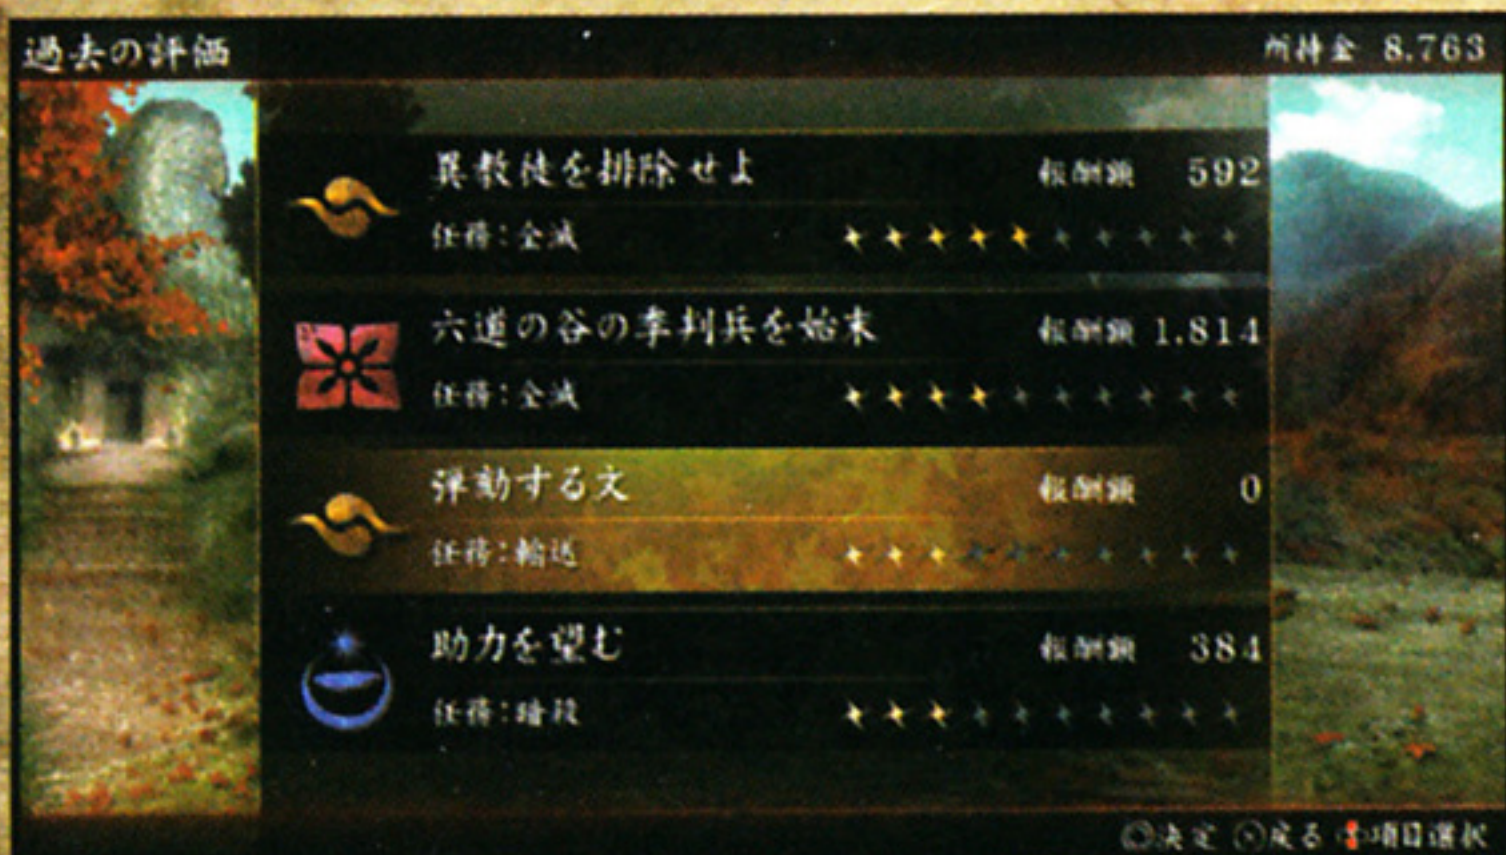 過去の評価
所持金 8.763
異教徒を排除せよ 報酬額 592
任務:全滅
六道の谷の李判兵を始末 報酬額 1.814
任務:全滅
弾劾する文 報酬額 0
任務:輸送
助力を望む 報酬額 384
任務:暗殺
決定 戻る 項目選択